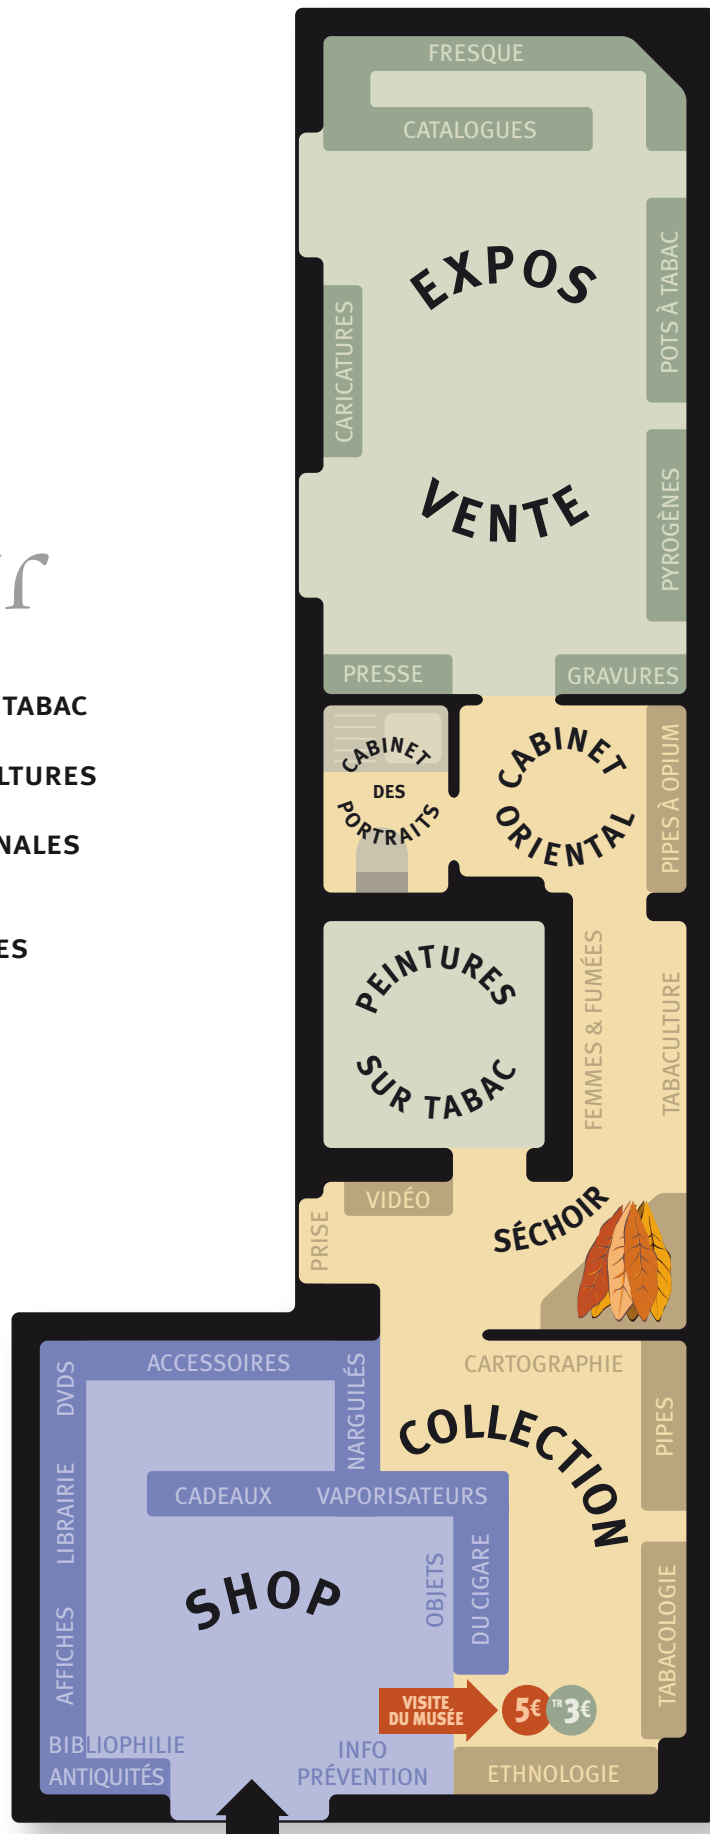 FRESQUE
CATALOGUES
EXPOS
POTS À TABAC
CARICATURES
VENTE
PYROGÈNES
PRESSE
GRAVURES
TABAC
LTURES
NALES
ES
CABINET
DES
PORTRAITS
CABINET
ORIENTAL
PIPES À OPIUM
PEINTURES
SUR TABAC
FEMMES & FUMÉES
TABACULTURE
VIDÉO
PRISE
SÉCHOIR
ACCESSOIRES
DVDS
NARGUILÉS
CARTOGRAPHIE
PIPES
COLLECTION
LIBRAIRIE
CADEAUX
VAPORISATEURS
SHOP
OBJETS
DU CIGARE
AFFICHES
TABACOLOGIE
VISITE
DU MUSÉE
5€
TR 3€
BIBLIOPHILIE
ANTIQUITÉS
INFO
PRÉVENTION
ETHNOLOGIE